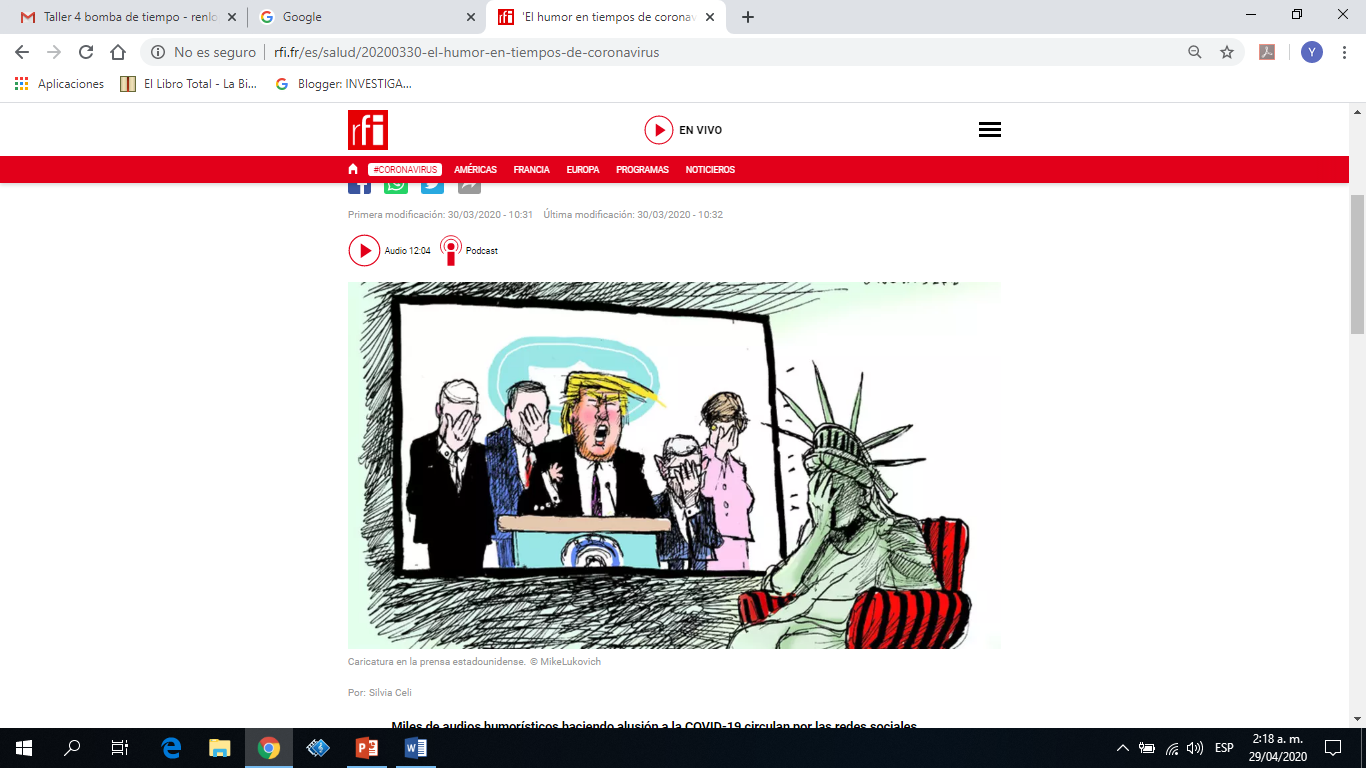 Taller 4 bomba de tiempo - renlo
Google
'El humor en tiempos de coronav
No es seguro
rfi.fr/es/salud/20200330-el-humor-en-tiempos-de-coronavirus
Y
Aplicaciones
El Libro Total - La Bi...
Blogger: INVESTIGA...
rfi
EN VIVO
#CORONAVIRUS
AMÉRICAS
FRANCIA
EUROPA
PROGRAMAS
NOTICIEROS
Primera modificación: 30/03/2020 - 10:31 Última modificación: 30/03/2020 - 10:32
Audio 12:04
Podcast
Caricatura en la prensa estadounidense. © MikeLukovich
Por: Silvia Celi
Miles de audios humorísticos haciendo alusión a la COVID-19 circulan por las redes sociales
ESP
2:18 a. m.
29/04/2020